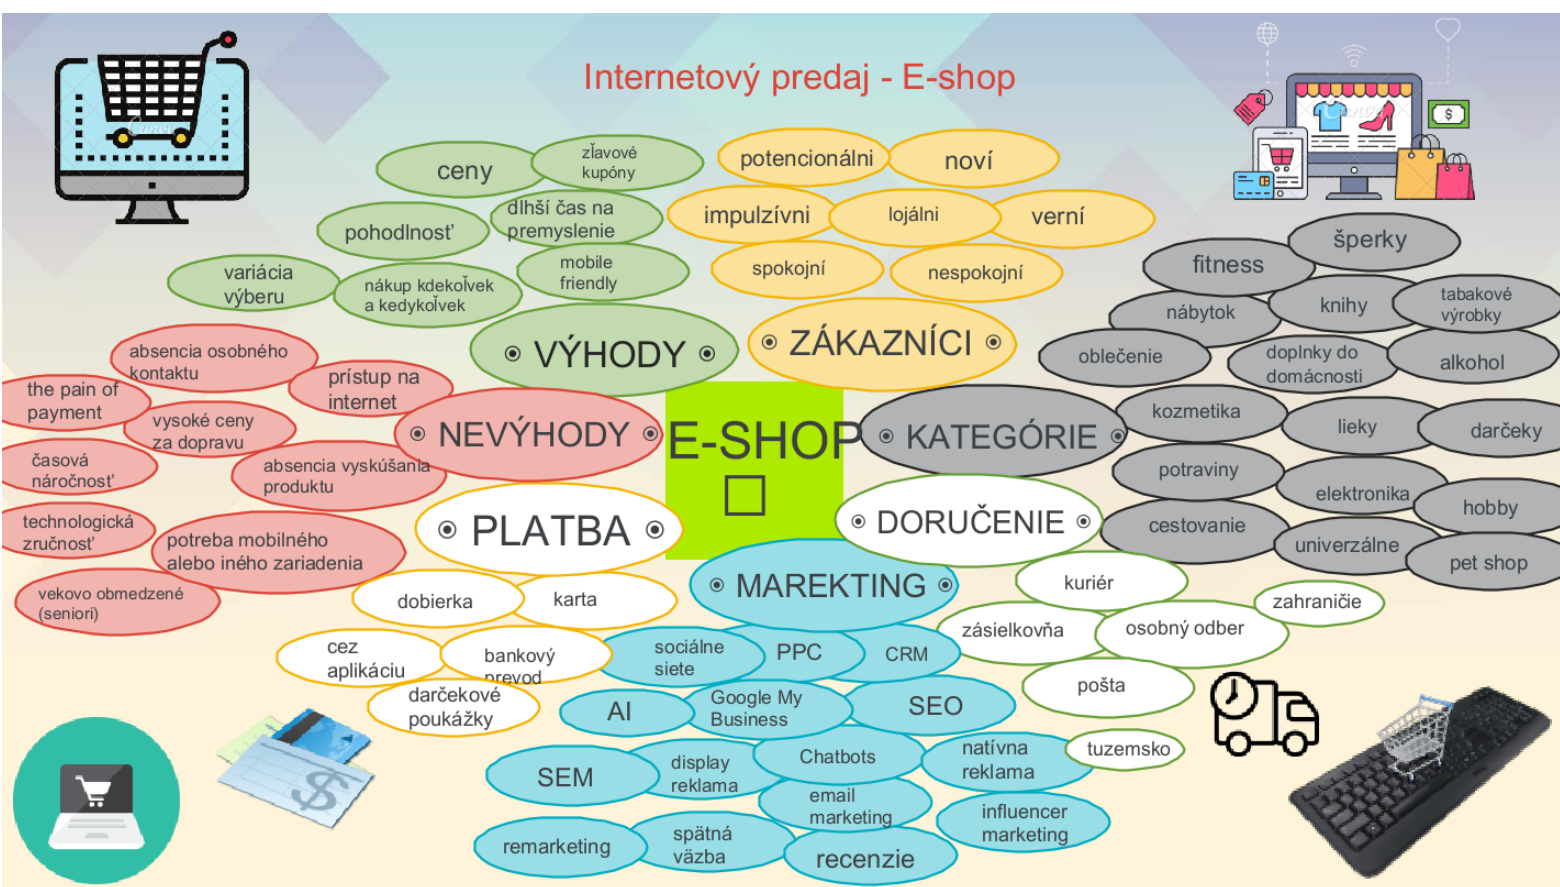 Internetový predaj - E-shop
ceny
zľavové
kupóny
pohodlnosť
dlhší čas na
premyslenie
variácia
výberu
nákup kdekoľvek
a kedykoľvek
mobile
friendly
VÝHODY
potencionálni
noví
impulzívni
lojálni
verní
spokojní
nespokojní
ZÁKAZNÍCI
šperky
fitness
nábytok
knihy
tabakové
výrobky
oblečenie
doplnky do
domácnosti
alkohol
kozmetika
lieky
darčeky
potraviny
elektronika
hobby
cestovanie
univerzálne
pet shop
KATEGÓRIE
absencia osobného
kontaktu
the pain of
payment
prístup na
internet
vysoké ceny
za dopravu
časová
náročnosť
absencia vyskúšania
produktu
technologická
zručnosť
potreba mobilného
alebo iného zariadenia
vekovo obmedzené
(seniori)
NEVÝHODY
E-SHOP
PLATBA
dobierka
karta
cez
aplikáciu
bankový
prevod
darčekové
poukážky
DORUČENIE
kuriér
zahraničie
zásielkovňa
osobný odber
pošta
tuzemsko
MAREKTING
sociálne
siete
PPC
CRM
AI
Google My
Business
SEO
SEM
display
reklama
Chatbots
natívna
reklama
email
marketing
influencer
marketing
remarketing
spätná
väzba
recenzie
$
$